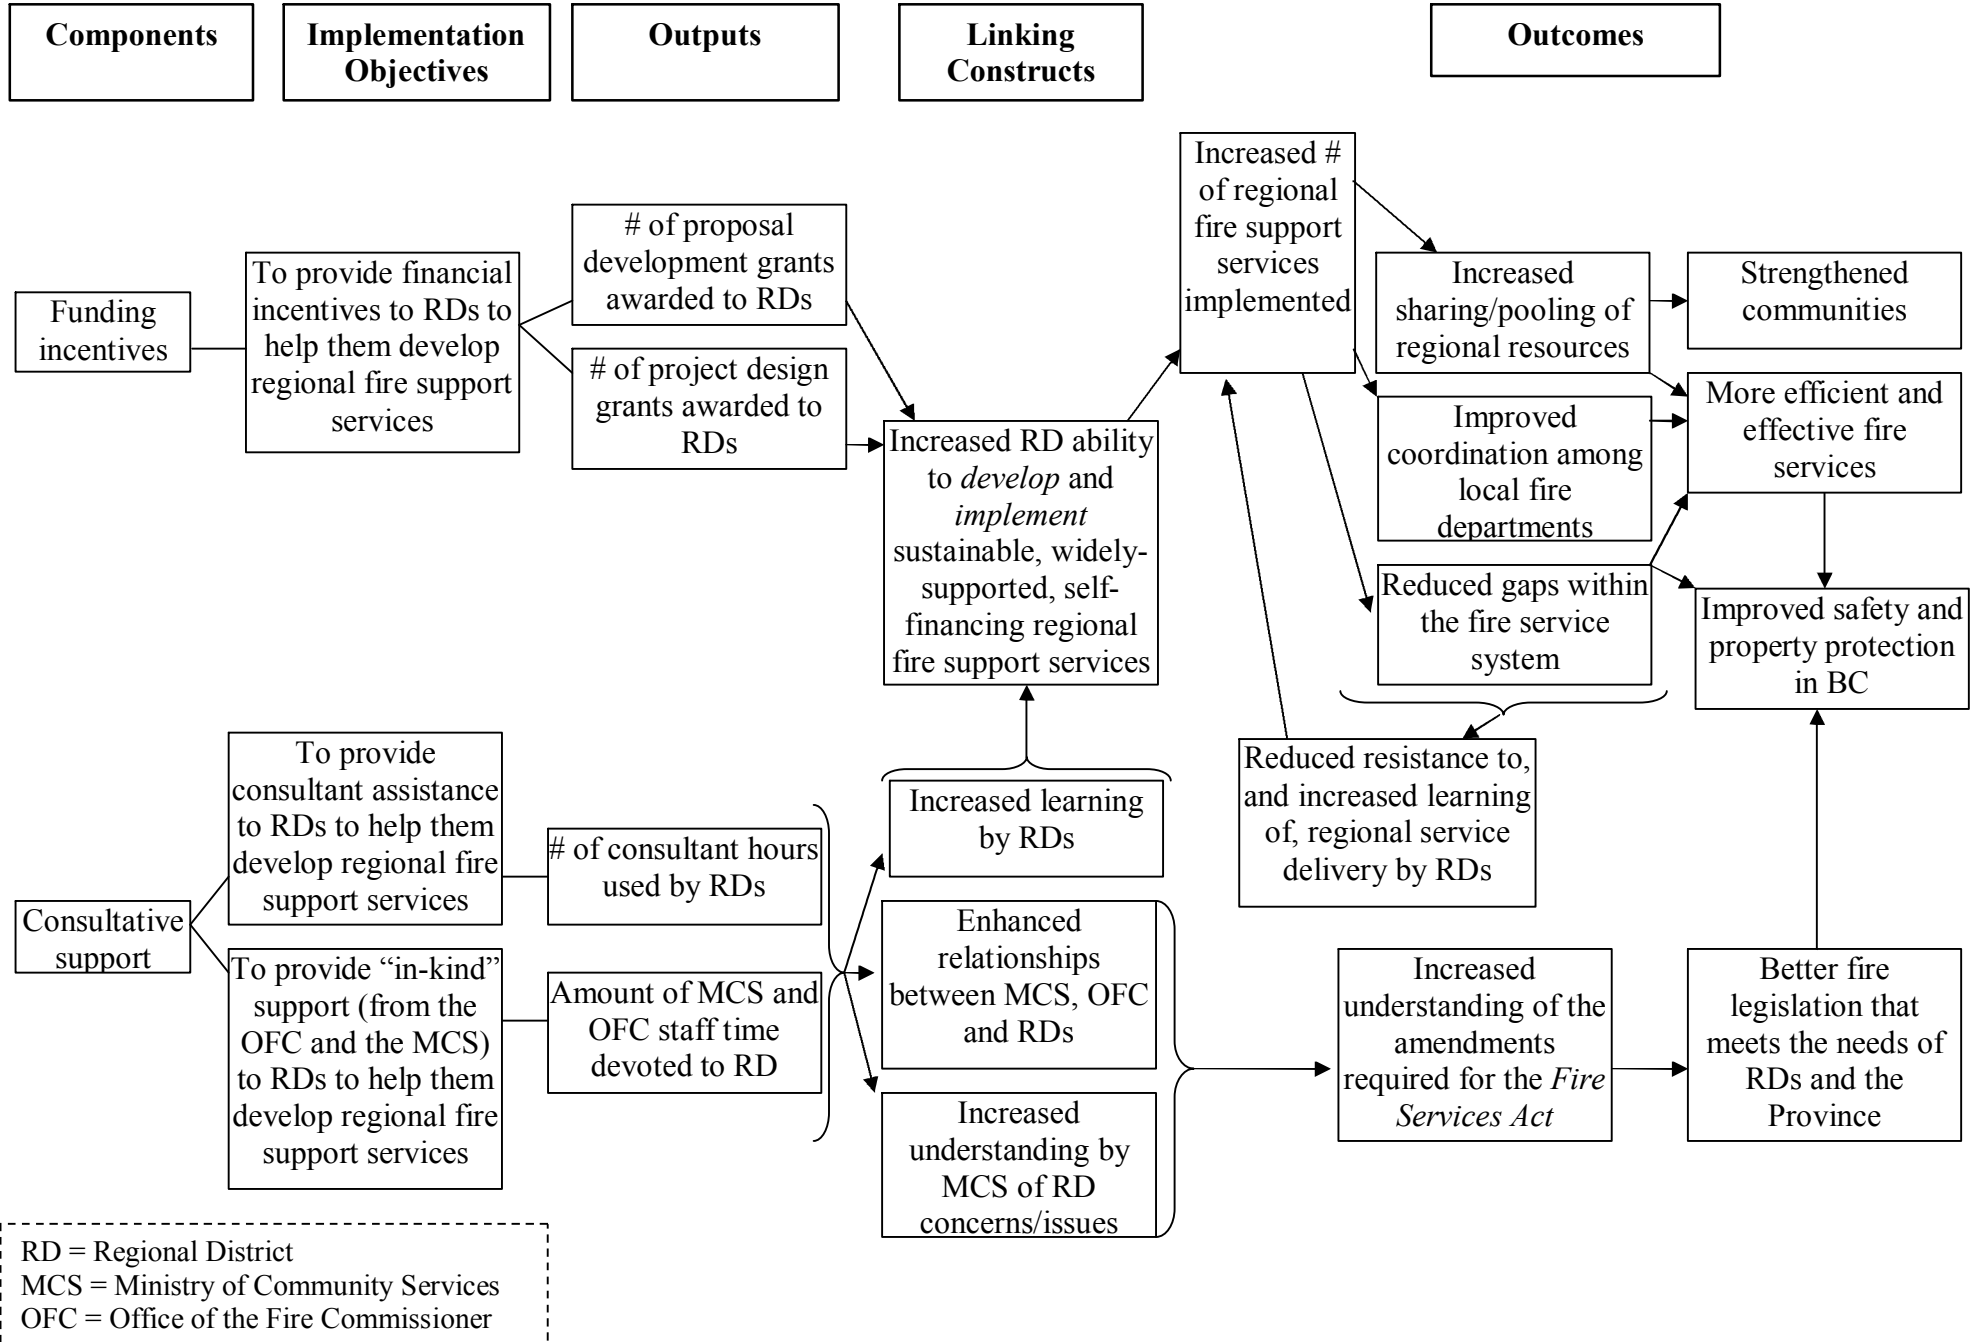 Components
Implementation
Objectives
Outputs
Linking
Constructs
Outcomes
Funding
incentives
To provide financial
incentives to RDs to
help them develop
regional fire support
services
# of proposal
development grants
awarded to RDs
# of project design
grants awarded to
RDs
Increased RD ability
to develop and
implement
sustainable, widely-
supported, self-
financing regional
fire support services
Increased #
of regional
fire support
services
implemented
Increased
sharing/pooling of
regional resources
Improved
coordination among
local fire
departments
Reduced gaps within
the fire service
system
Strengthened
communities
More efficient and
effective fire
services
Improved safety and
property protection
in BC
Reduced resistance to,
and increased learning
of, regional service
delivery by RDs
Consultative
support
To provide
consultant assistance
to RDs to help them
develop regional fire
support services
To provide “in-kind”
support (from the
OFC and the MCS)
to RDs to help them
develop regional fire
support services
# of consultant hours
used by RDs
Amount of MCS and
OFC staff time
devoted to RD
Increased learning
by RDs
Enhanced
relationships
between MCS, OFC
and RDs
Increased
understanding by
MCS of RD
concerns/issues
Increased
understanding of the
amendments
required for the Fire
Services Act
Better fire
legislation that
meets the needs of
RDs and the
Province
RD = Regional District
MCS = Ministry of Community Services
OFC = Office of the Fire Commissioner